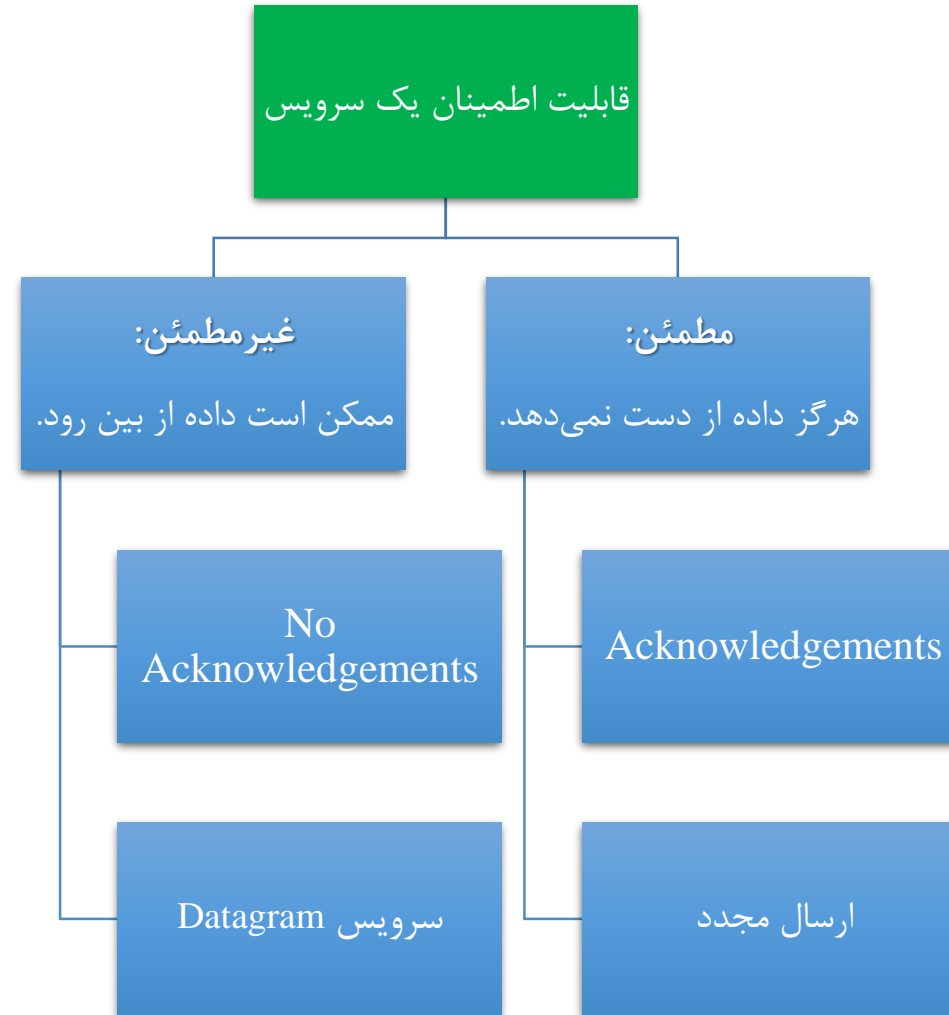 قابلیت اطمینان یک سرویس
مطمئن:
هرگز داده از دست نمی‌دهد.
Acknowledgements
ارسال مجدد
غیرمطمئن:
ممکن است داده از بین رود.
No
Acknowledgements
سرویس Datagram